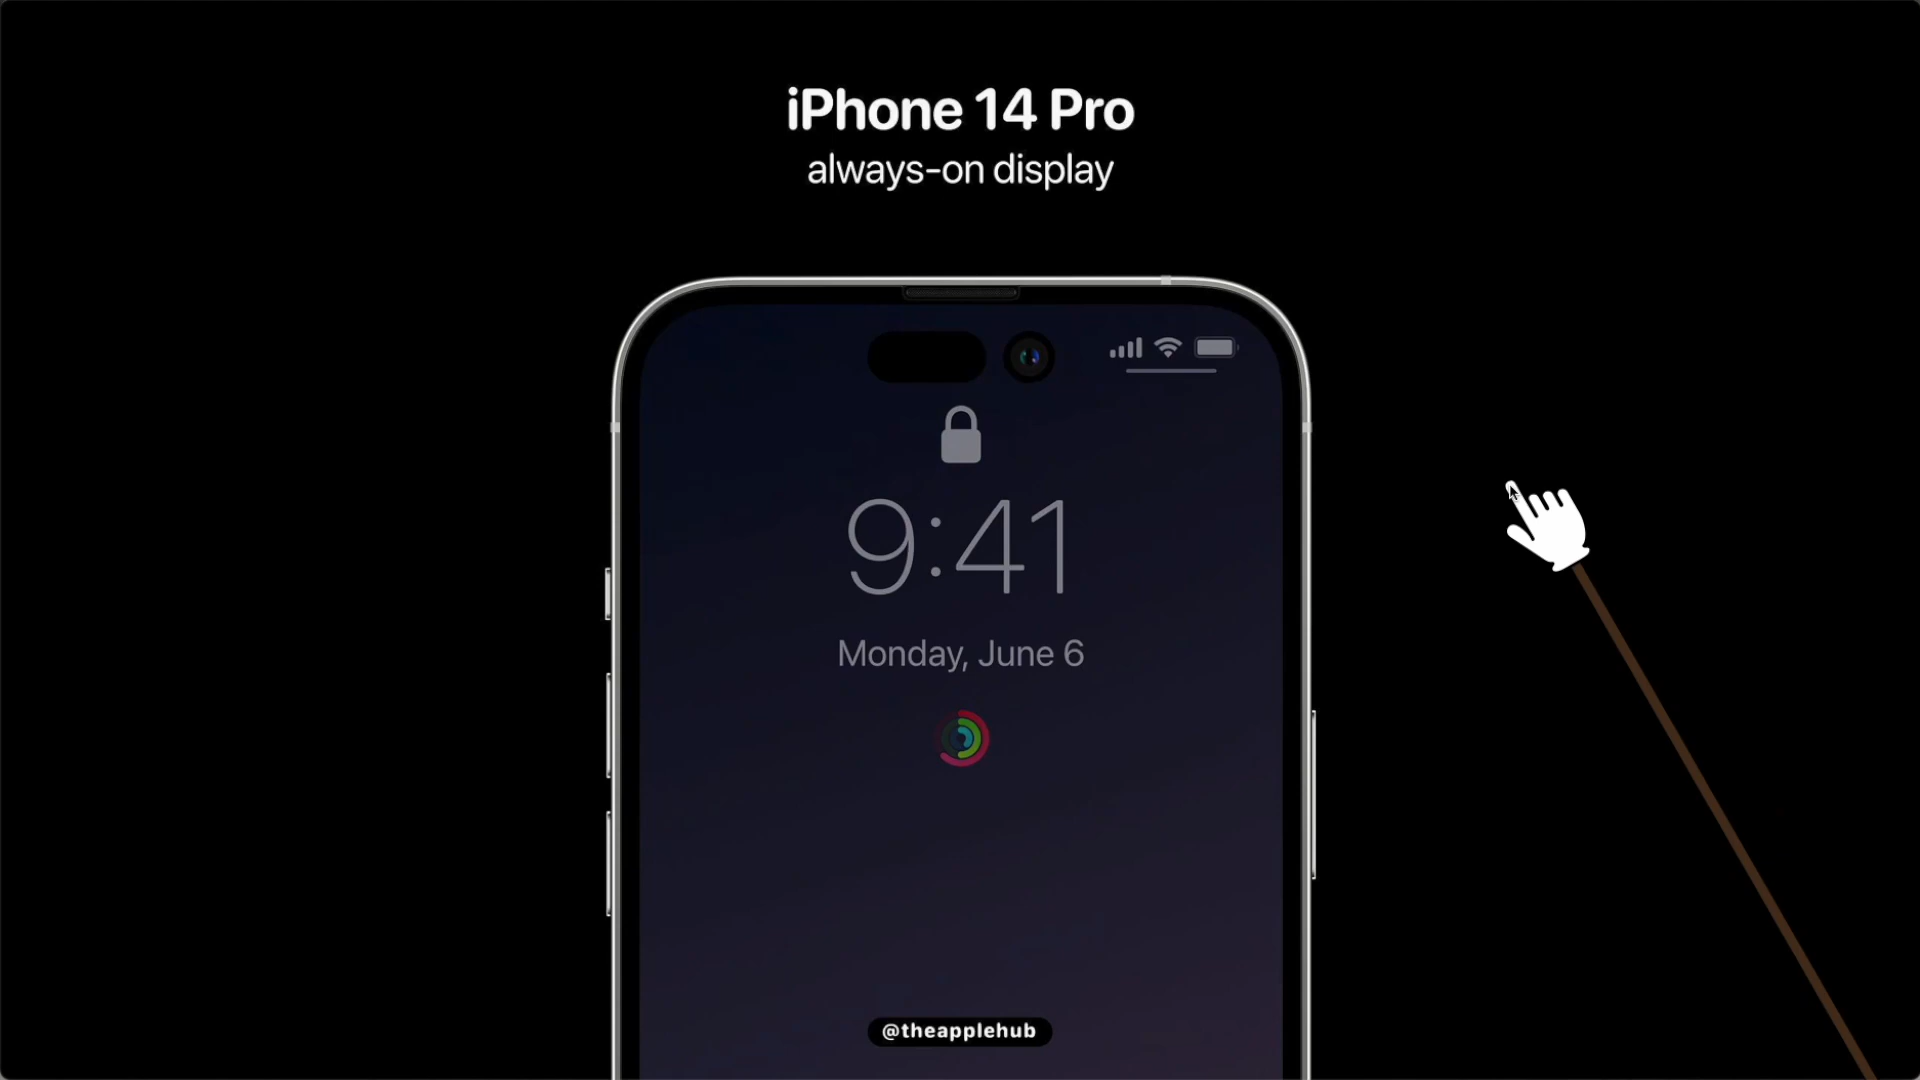 iPhone 14 Pro
always-on display
9:41
Monday, June 6
@theapplehub